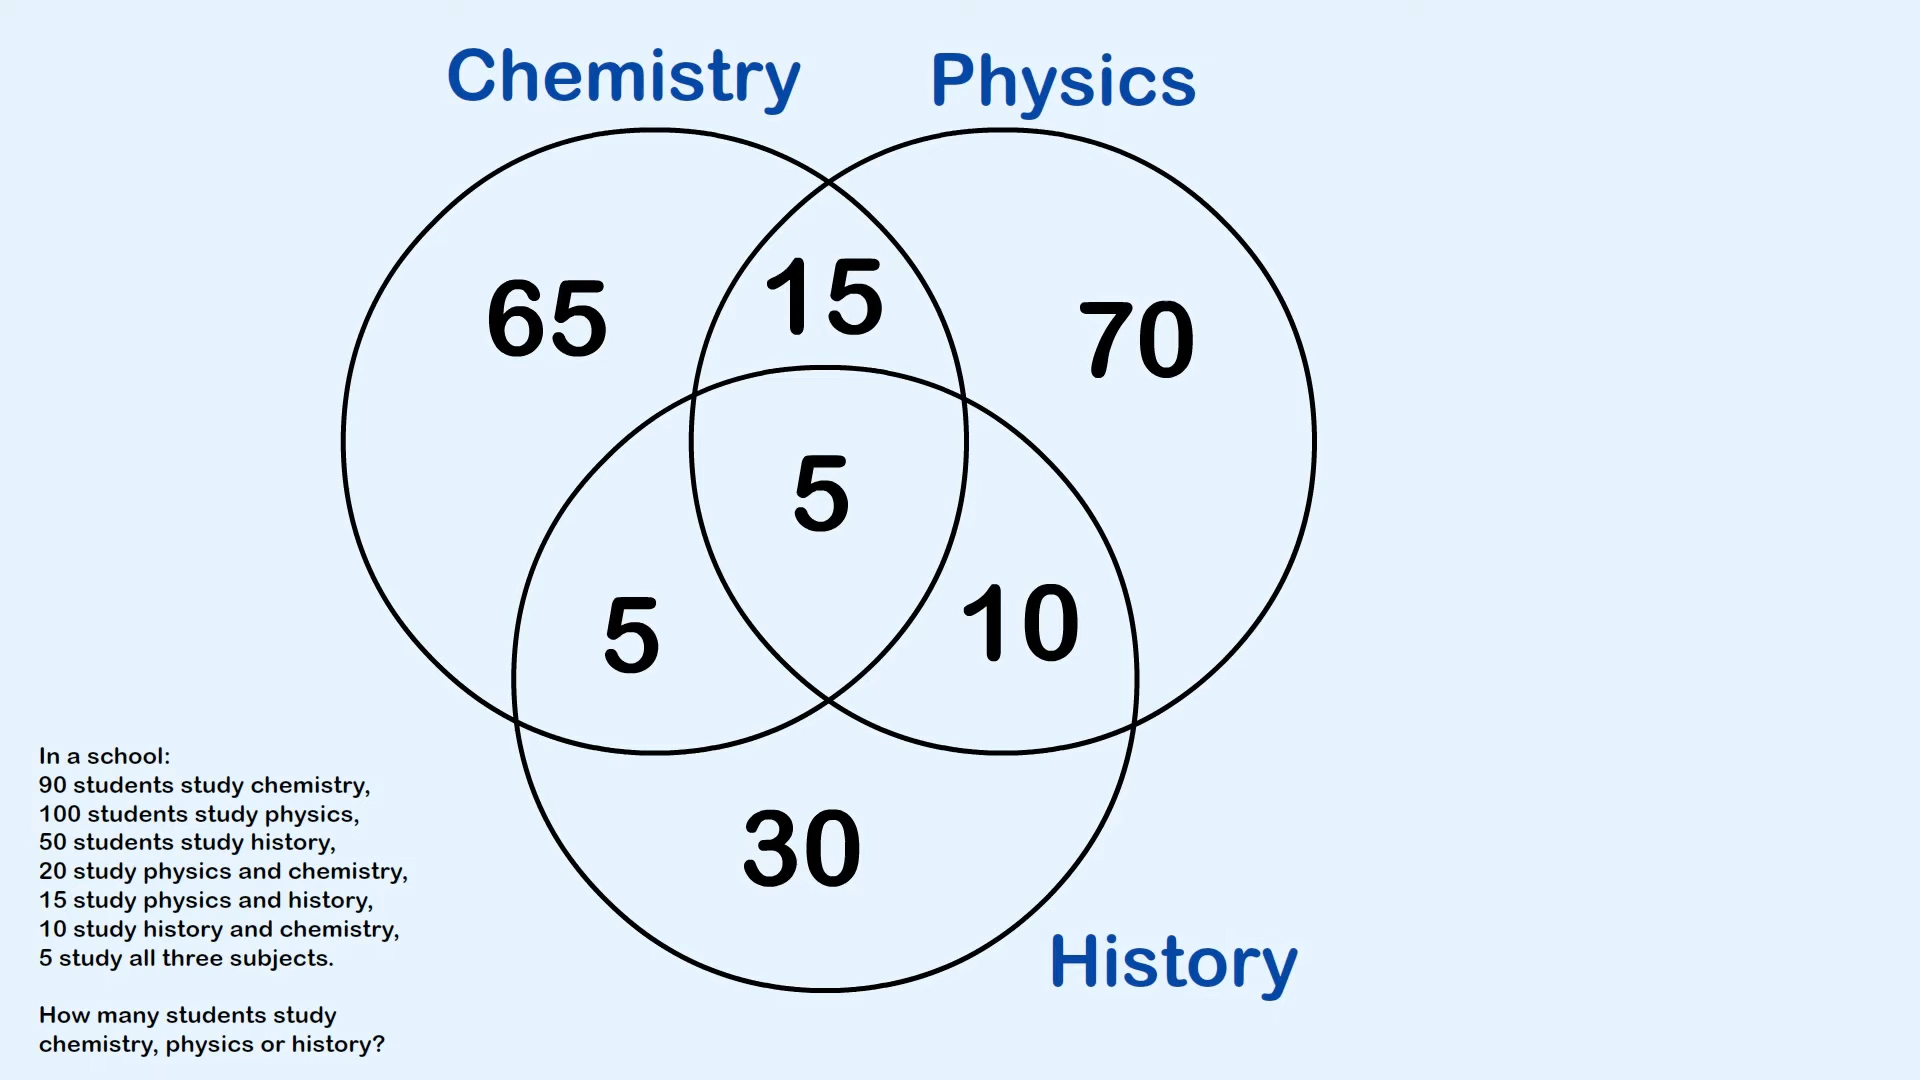 Chemistry
Physics
65
15
70
5
5
10
30
History
In a school:
90 students study chemistry,
100 students study physics,
50 students study history,
20 study physics and chemistry,
15 study physics and history,
10 study history and chemistry,
5 study all three subjects.
How many students study
chemistry, physics or history?